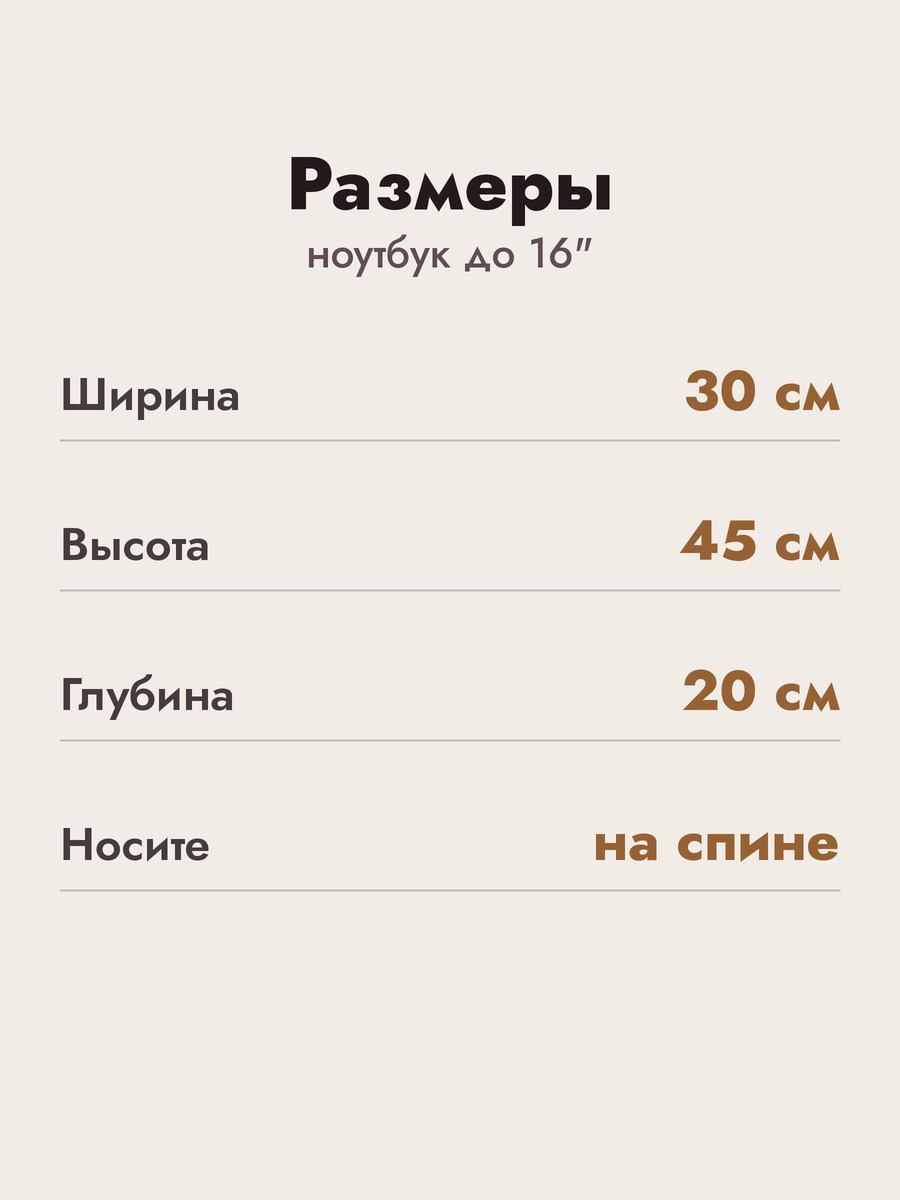 Размеры
ноутбук до 16"
Ширина 30 см
Высота 45 см
Глубина 20 см
Носите на спине